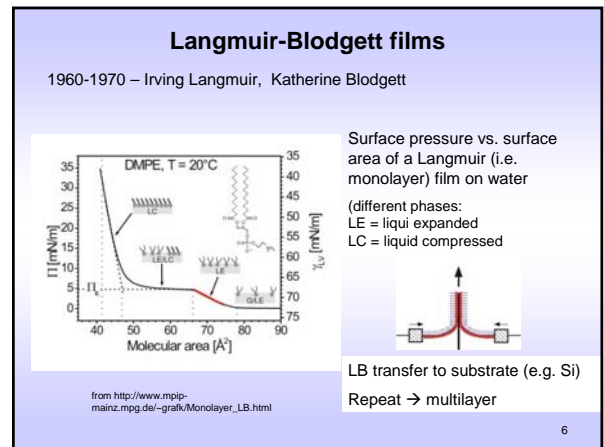 Langmuir-Blodgett films
1960-1970 – Irving Langmuir, Katherine Blodgett
DMPE, T = 20°C
35
30
25
20
15
10
5
0
Π [mN/m]
Πc
LC
LE/LC
LE
G/LE
35
40
45
50
55
60
65
70
75
γLV [mN/m]
40 50 60 70 80 90
Molecular area [Å²]
from http://www.mpip-
mainz.mpg.de/~grafk/Monolayer_LB.html
Surface pressure vs. surface
area of a Langmuir (i.e.
monolayer) film on water
(different phases:
LE = liqui expanded
LC = liquid compressed
LB transfer to substrate (e.g. Si)
Repeat → multilayer
6